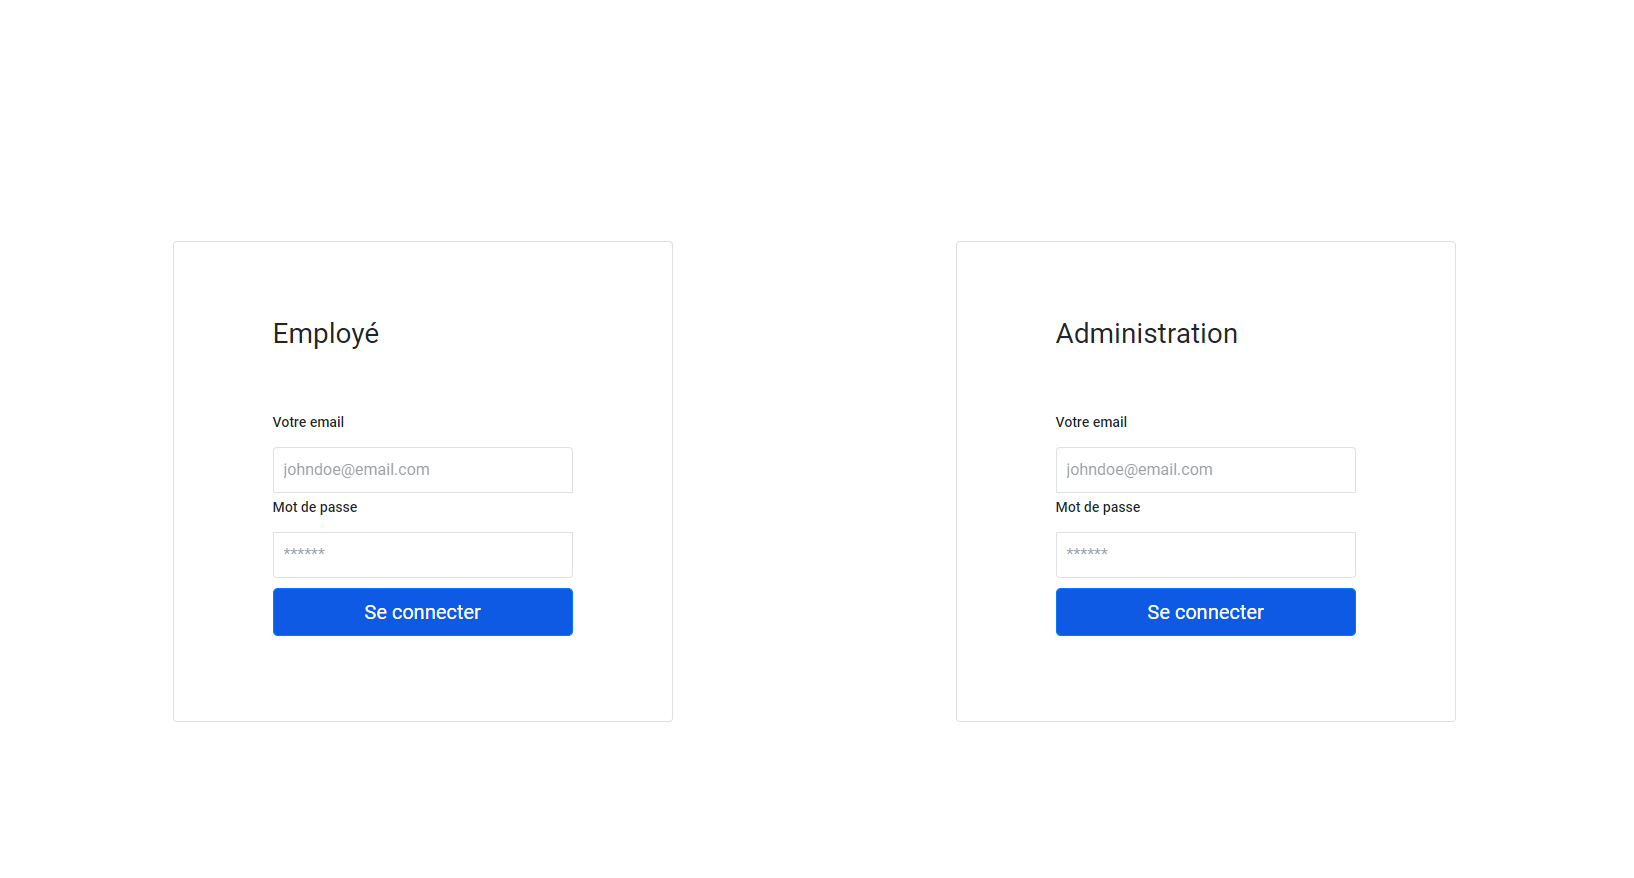 Employé
Votre email
johndoe@email.com
Mot de passe
******
Se connecter
Administration
Votre email
johndoe@email.com
Mot de passe
******
Se connecter